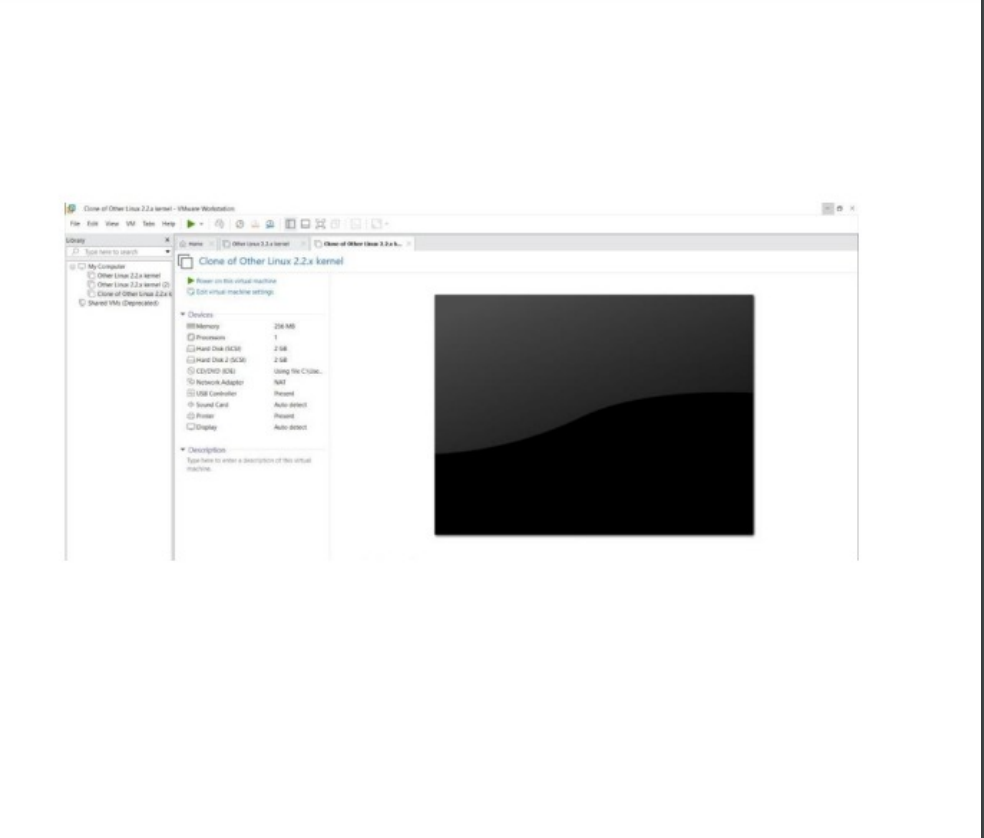 Clone of Other Linux 2.2.x kernel - VMware Workstation
File Edit View VM Tabs Help
Library
Type here to search
My Computer
Other Linux 2.2.x kernel
Other Linux 2.2.x kernel (2)
Clone of Other Linux 2.2.x k
Shared VMs (Deprecated)
Home Other Linux 2.2.x kernel Clone of Other Linux 2.2.x k...
Clone of Other Linux 2.2.x kernel
Power on this virtual machine
Edit virtual machine settings
Devices
Memory 256 MB
Processors 1
Hard Disk (SCSI) 2 GB
Hard Disk 2 (SCSI) 2 GB
CD/DVD (IDE) Using file C:\Use...
Network Adapter NAT
USB Controller Present
Sound Card Auto detect
Printer Present
Display Auto detect
Description
Type here to enter a description of this virtual
machine.